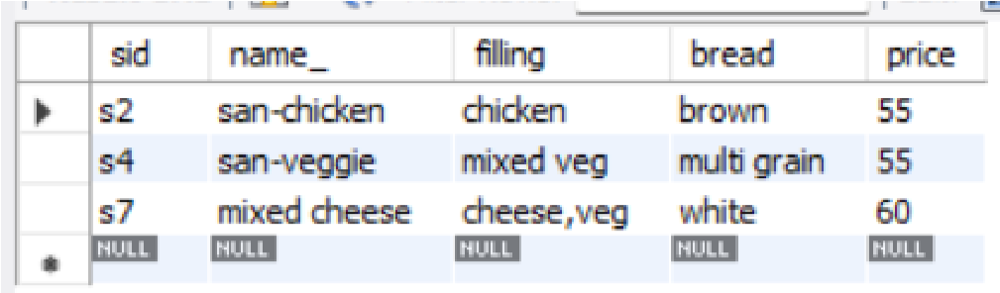 sid name_ filling bread price
s2 san-chicken chicken brown 55
s4 san-veggie mixed veg multi grain 55
s7 mixed cheese cheese,veg white 60
NULL NULL NULL NULL NULL